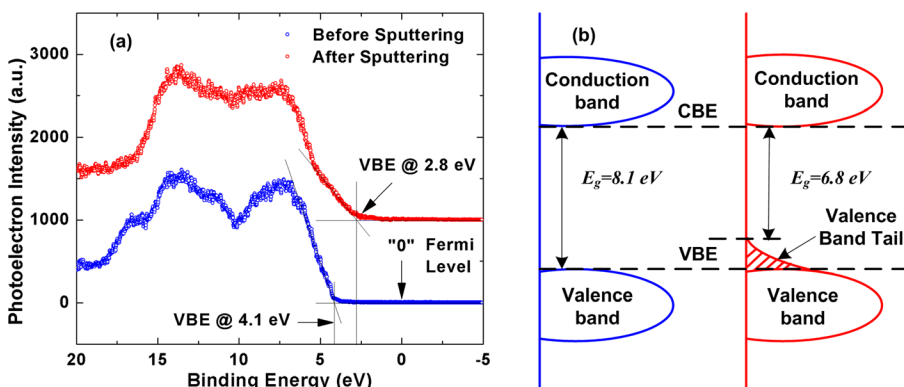 (a)
Before Sputtering
After Sputtering
3000
2000
1000
0
Photoelectron Intensity (a.u.)
VBE @ 2.8 eV
"0" Fermi
Level
VBE @ 4.1 eV
20 15 10 5 0 -5
Binding Energy (eV)
(b)
Conduction
band
CBE
Conduction
band
Eg=8.1 eV
Eg=6.8 eV
Valence
Band Tail
VBE
Valence
band
Valence
band